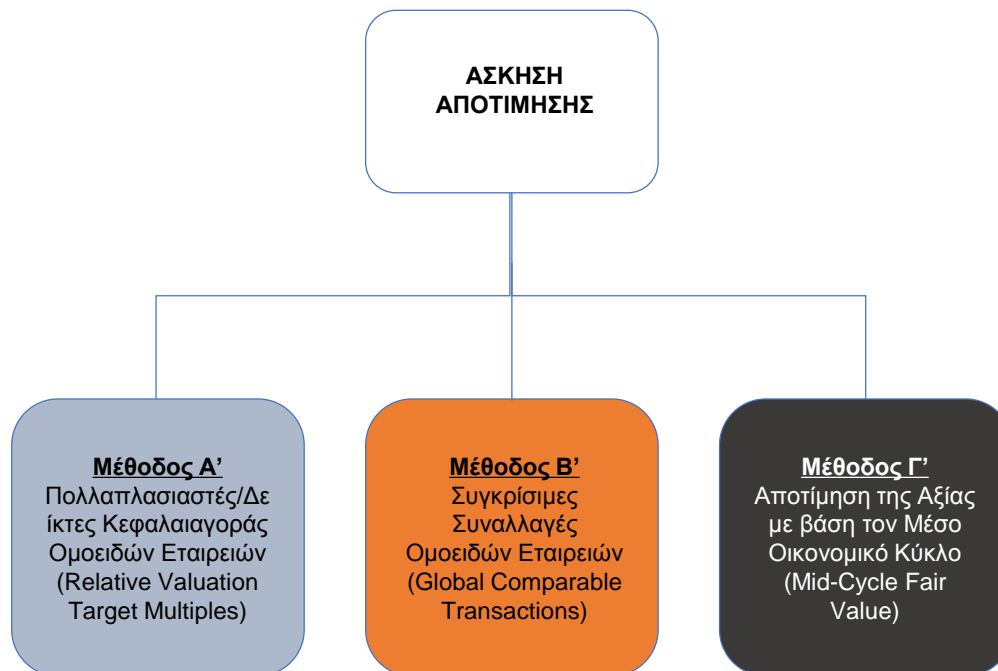 ΑΣΚΗΣΗ
ΑΠΟΤΙΜΗΣΗΣ
Μέθοδος Α’
Πολλαπλασιαστές/Δε
ίκτες Κεφαλαιαγοράς
Ομοειδών Εταιρειών
(Relative Valuation
Target Multiples)
Μέθοδος Β’
Συγκρίσιμες
Συναλλαγές
Ομοειδών Εταιρειών
(Global Comparable
Transactions)
Μέθοδος Γ’
Αποτίμηση της Αξίας
με βάση τον Μέσο
Οικονομικό Κύκλο
(Mid-Cycle Fair
Value)